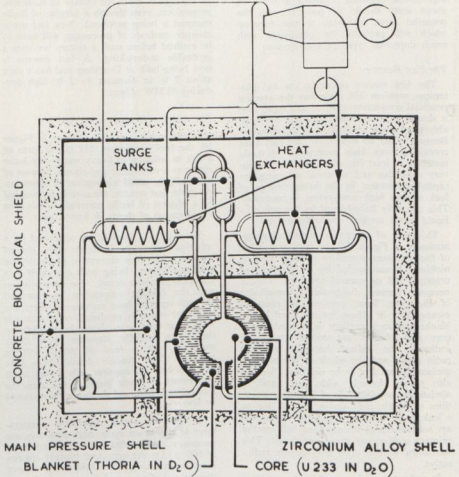 SURGE
TANKS
HEAT
EXCHANGERS
CONCRETE BIOLOGICAL SHIELD
MAIN PRESSURE SHELL
ZIRCONIUM ALLOY SHELL
BLANKET (THORIA IN D₂O)
CORE (U 233 IN D₂O)